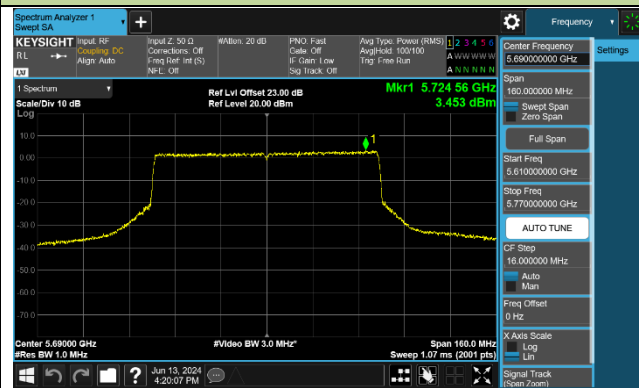 Spectrum Analyzer 1
Swept SA
+
Frequency
KEYSIGHT
Input: RF
Coupling: DC
Align: Auto
Input Z: 50 Ω
Corrections: Off
Freq Ref: Int (S)
NFE: Off
#Atten: 20 dB
PNO: Fast
Gate: Off
IF Gain: Low
Sig Track: Off
Avg Type: Power (RMS)
Avg|Hold: 100/100
Trig: Free Run
1 2 3 4 5 6
A W W W W W
A N N N N N
RL
LXI
1 Spectrum
Scale/Div 10 dB
Log
Ref Lvl Offset 23.00 dB
Ref Level 20.00 dBm
Mkr1 5.724 56 GHz
3.453 dBm
1
10.0
0.00
-10.0
-20.0
-30.0
-40.0
-50.0
-60.0
-70.0
Center 5.69000 GHz
#Res BW 1.0 MHz
#Video BW 3.0 MHz*
Span 160.0 MHz
Sweep 1.07 ms (2001 pts)
Jun 13, 2024
4:20:07 PM
Center Frequency
5.690000000 GHz
Span
160.000000 MHz
Swept Span
Zero Span
Full Span
Start Freq
5.610000000 GHz
Stop Freq
5.770000000 GHz
AUTO TUNE
CF Step
16.000000 MHz
Auto
Man
Freq Offset
0 Hz
X Axis Scale
Log
Lin
Signal Track
(Span Zoom)
Settings